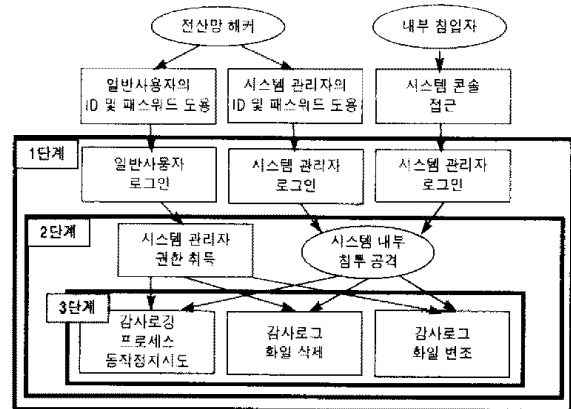 전산망 해커
내부 침입자
일반사용자의
ID 및 패스워드 도용
시스템 관리자의
ID 및 패스워드 도용
시스템 콘솔
접근
1단계
일반사용자
로그인
시스템 관리자
로그인
시스템 관리자
로그인
2단계
시스템 관리자
권한 취득
시스템 내부
침투 공격
3단계
감사로깅
프로세스
동작정지시도
감사로그
화일 삭제
감사로그
화일 변조